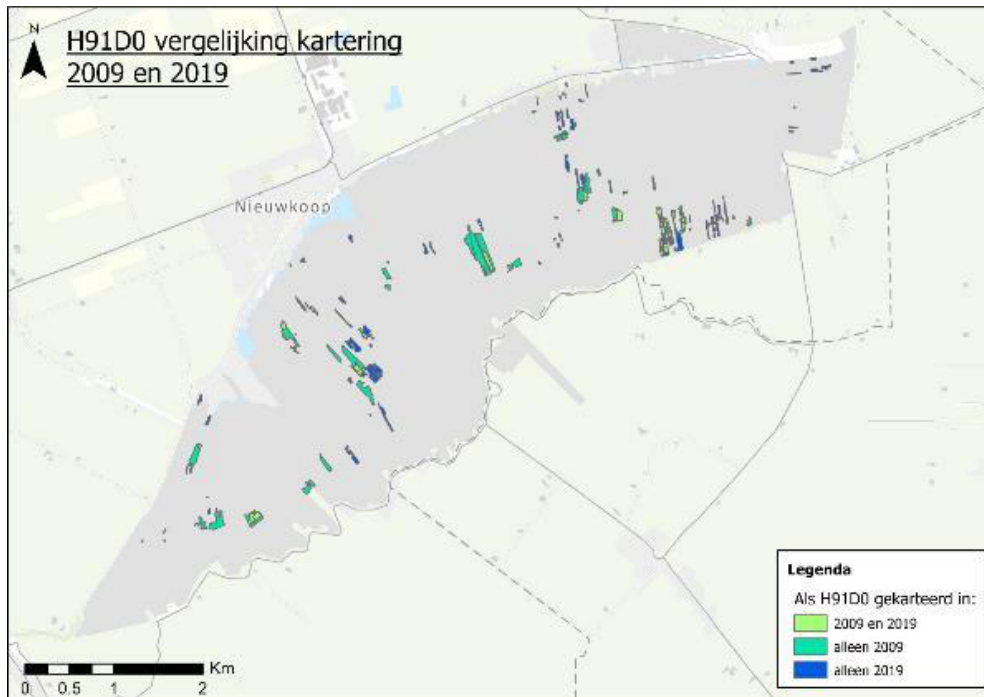 N
H91D0 vergelijking kartering
2009 en 2019
Nieuwkoop
Legenda
Als H91D0 gekarteerd in:
2009 en 2019
alleen 2009
alleen 2019
Km
0 0.5 1 2